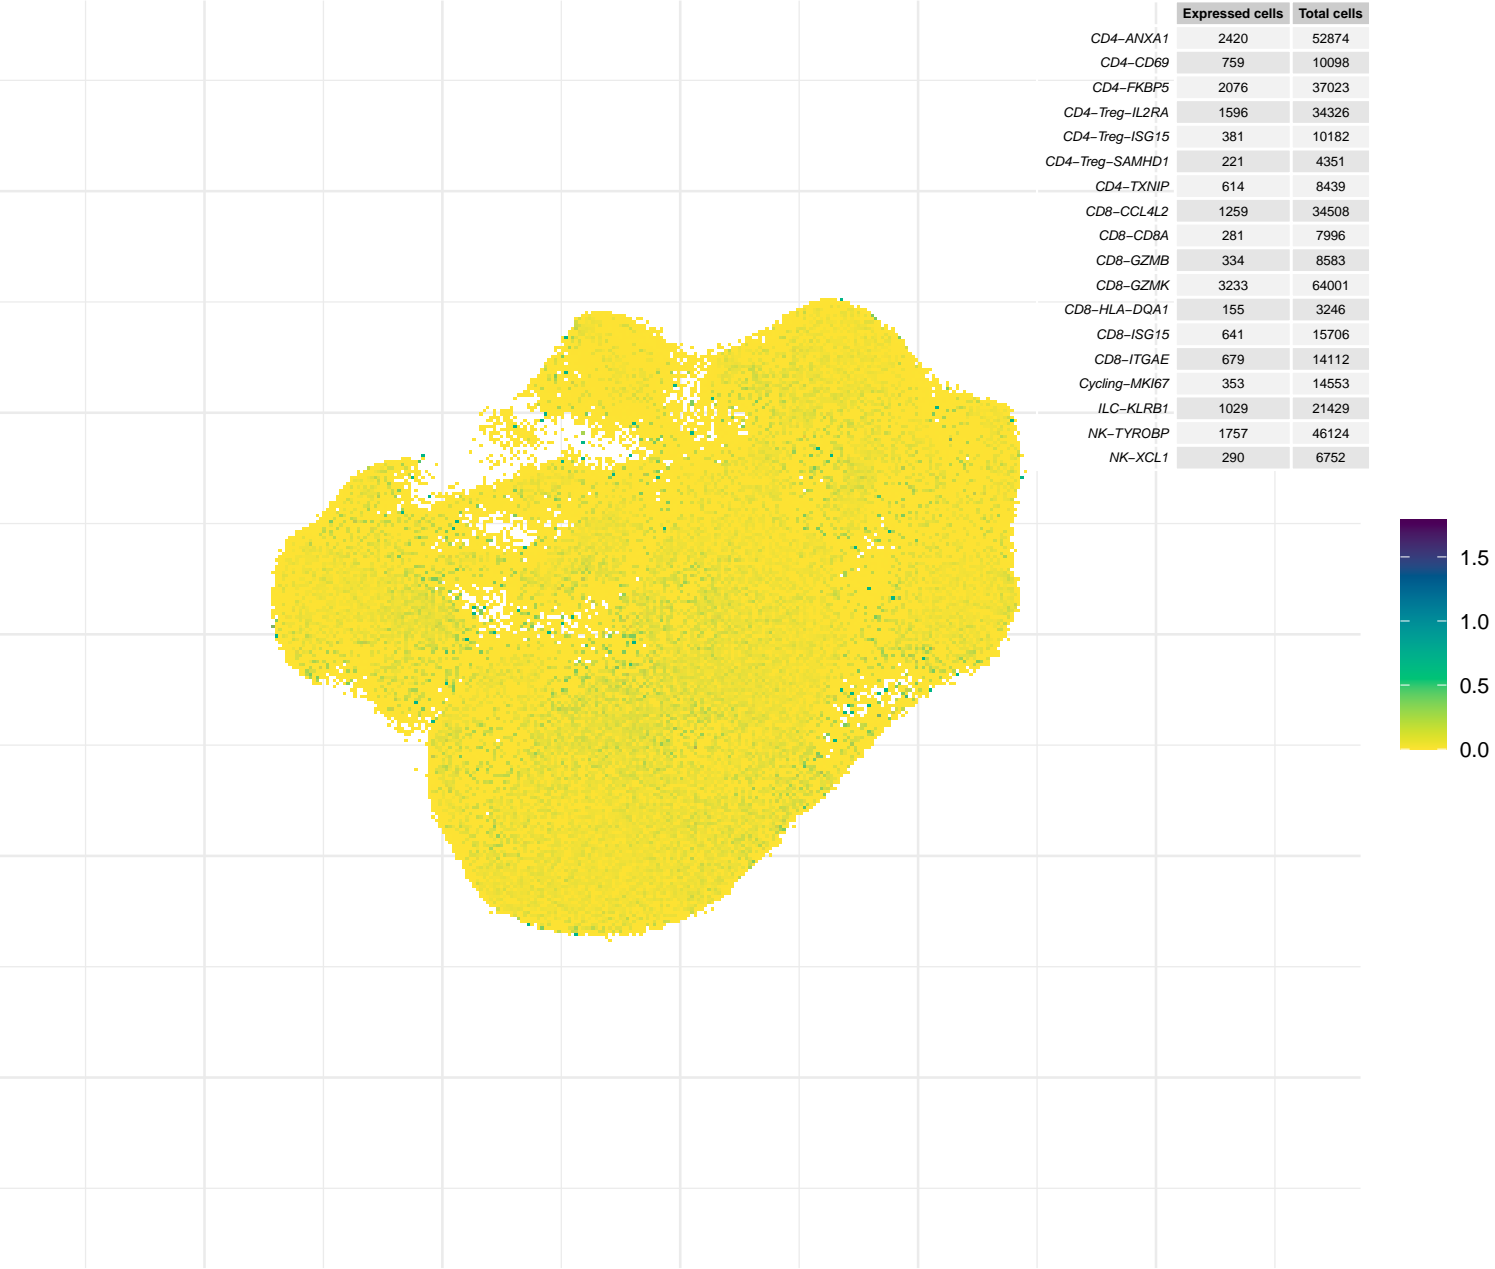 Expressed cells Total cells
CD4−ANXA1 2420 52874
CD4−CD69 759 10098
CD4−FKBP5 2076 37023
CD4−Treg−IL2RA 1596 34326
CD4−Treg−ISG15 381 10182
CD4−Treg−SAMHD1 221 4351
CD4−TXNIP 614 8439
CD8−CCL4L2 1259 34508
CD8−CD8A 281 7996
CD8−GZMB 334 8583
CD8−GZMK 3233 64001
CD8−HLA−DQA1 155 3246
CD8−ISG15 641 15706
CD8−ITGAE 679 14112
Cycling−MKI67 353 14553
ILC−KLRB1 1029 21429
NK−TYROBP 1757 46124
NK−XCL1 290 6752
1.5
1.0
0.5
0.0